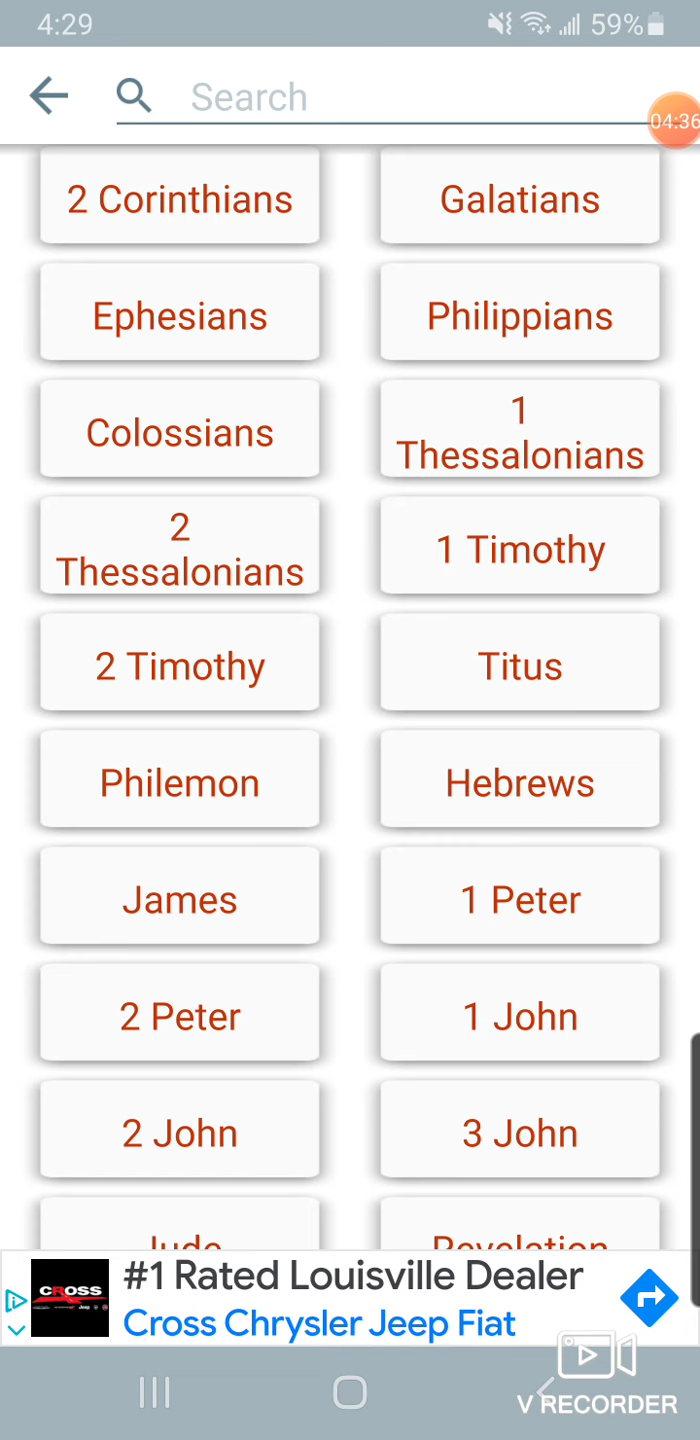 4:29
59%
Search
04:36
2 Corinthians
Galatians
Ephesians
Philippians
Colossians
1
Thessalonians
2
Thessalonians
1 Timothy
2 Timothy
Titus
Philemon
Hebrews
James
1 Peter
2 Peter
1 John
2 John
3 John
Jude
Revelation
CROSS
#1 Rated Louisville Dealer
Cross Chrysler Jeep Fiat
V RECORDER